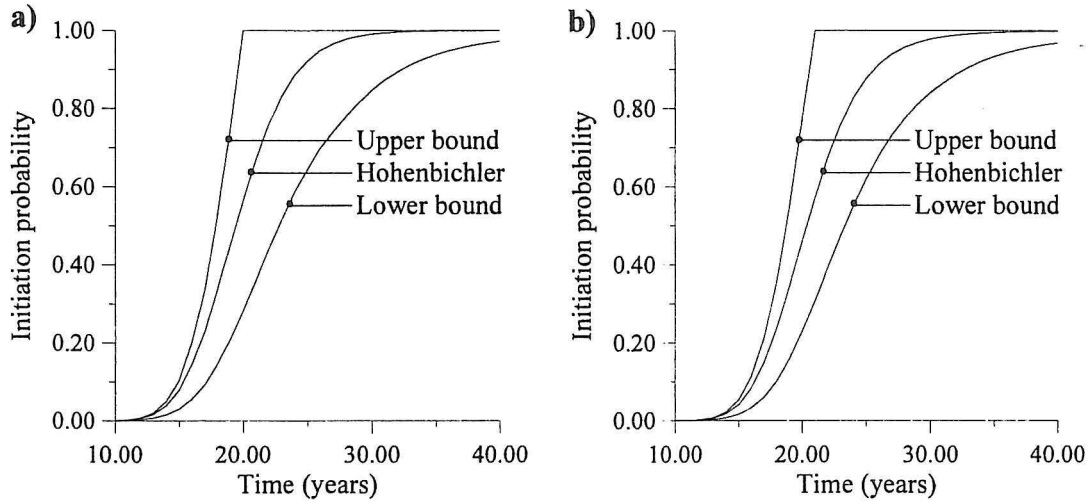 a)
Initiation probability
1.00
0.80
0.60
0.40
0.20
0.00
Upper bound
Hohenbichler
Lower bound
10.00 20.00 30.00 40.00
Time (years)
b)
Initiation probability
1.00
0.80
0.60
0.40
0.20
0.00
Upper bound
Hohenbichler
Lower bound
10.00 20.00 30.00 40.00
Time (years)